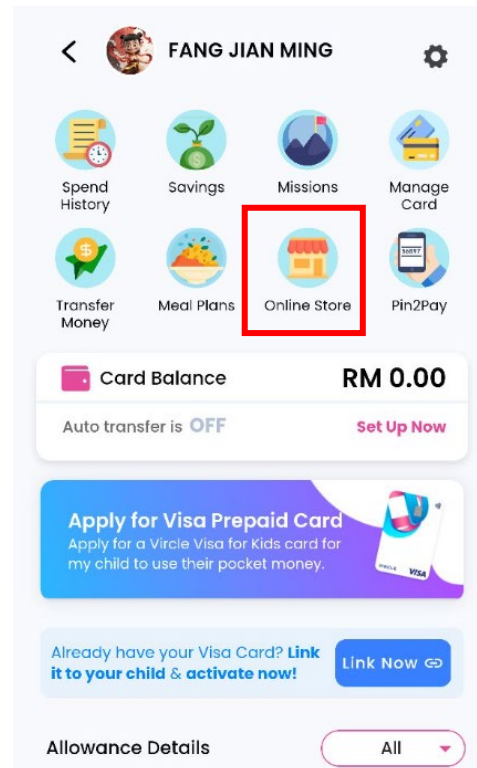 FANG JIAN MING
Spend
History
Savings
Missions
Manage
Card
Transfer
Money
Meal Plans
Online Store
Pin2Pay
Card Balance
RM 0.00
Auto transfer is OFF
Set Up Now
Apply for Visa Prepaid Card
Apply for a Vircle Visa for Kids card for
my child to use their pocket money.
VISA
Already have your Visa Card? Link
it to your child & activate now!
Link Now
Allowance Details
All